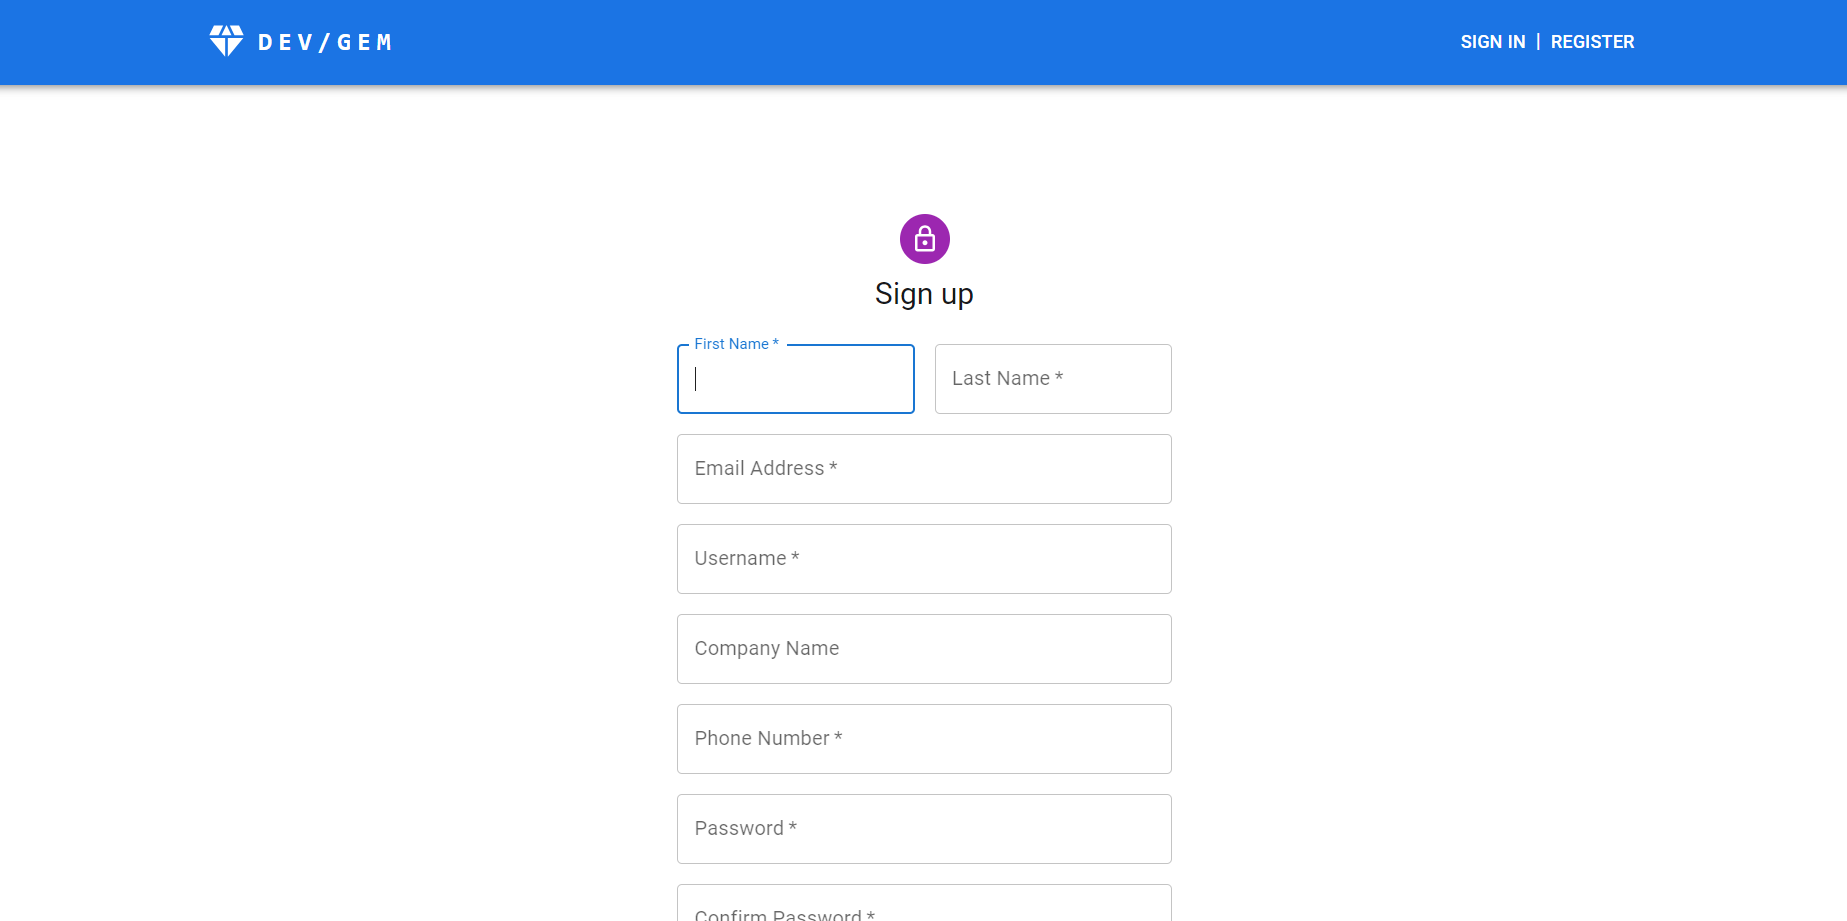 DEV/GEM
SIGN IN | REGISTER
Sign up
First Name *
Last Name *
Email Address *
Username *
Company Name
Phone Number *
Password *
Confirm Password *